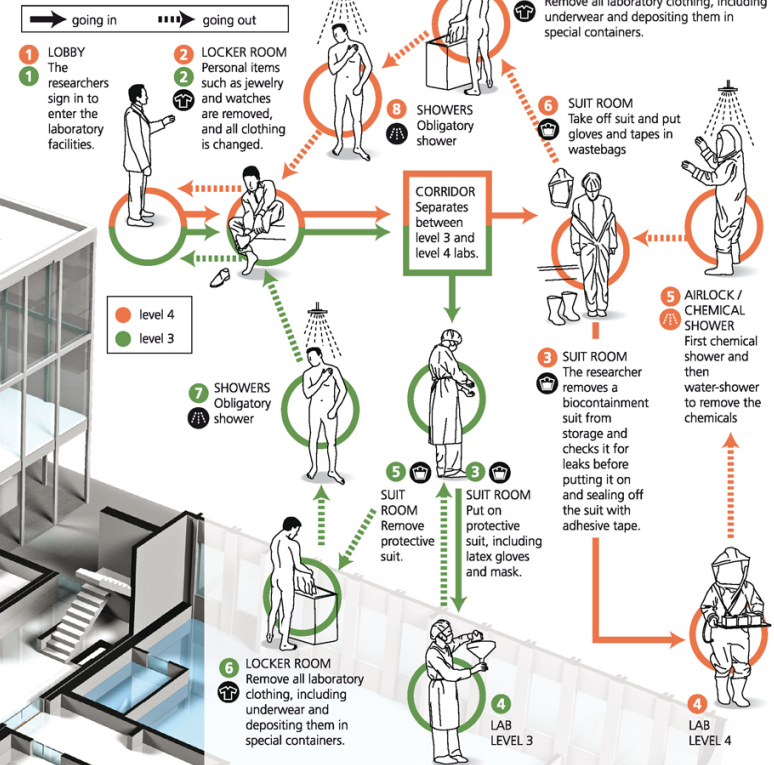 going in
going out
Remove all laboratory clothing, including
underwear and depositing them in
special containers.
1 LOBBY
1 The
researchers
sign in to
enter the
laboratory
facilities.
2 LOCKER ROOM
2 Personal items
such as jewelry
and watches
are removed,
and all clothing
is changed.
8 SHOWERS
Obligatory
shower
6 SUIT ROOM
Take off suit and put
gloves and tapes in
wastebags
CORRIDOR
Separates
between
level 3 and
level 4 labs.
level 4
level 3
5 AIRLOCK /
CHEMICAL
SHOWER
First chemical
shower and
then
water-shower
to remove the
chemicals
3 SUIT ROOM
The researcher
removes a
biocontainment
suit from
storage and
checks it for
leaks before
putting it on
and sealing off
the suit with
adhesive tape.
7 SHOWERS
Obligatory
shower
5
SUIT
ROOM
Remove
protective
suit.
3
SUIT ROOM
Put on
protective
suit, including
latex gloves
and mask.
6 LOCKER ROOM
Remove all laboratory
clothing, including
underwear and
depositing them in
special containers.
4
LAB
LEVEL 3
4
LAB
LEVEL 4